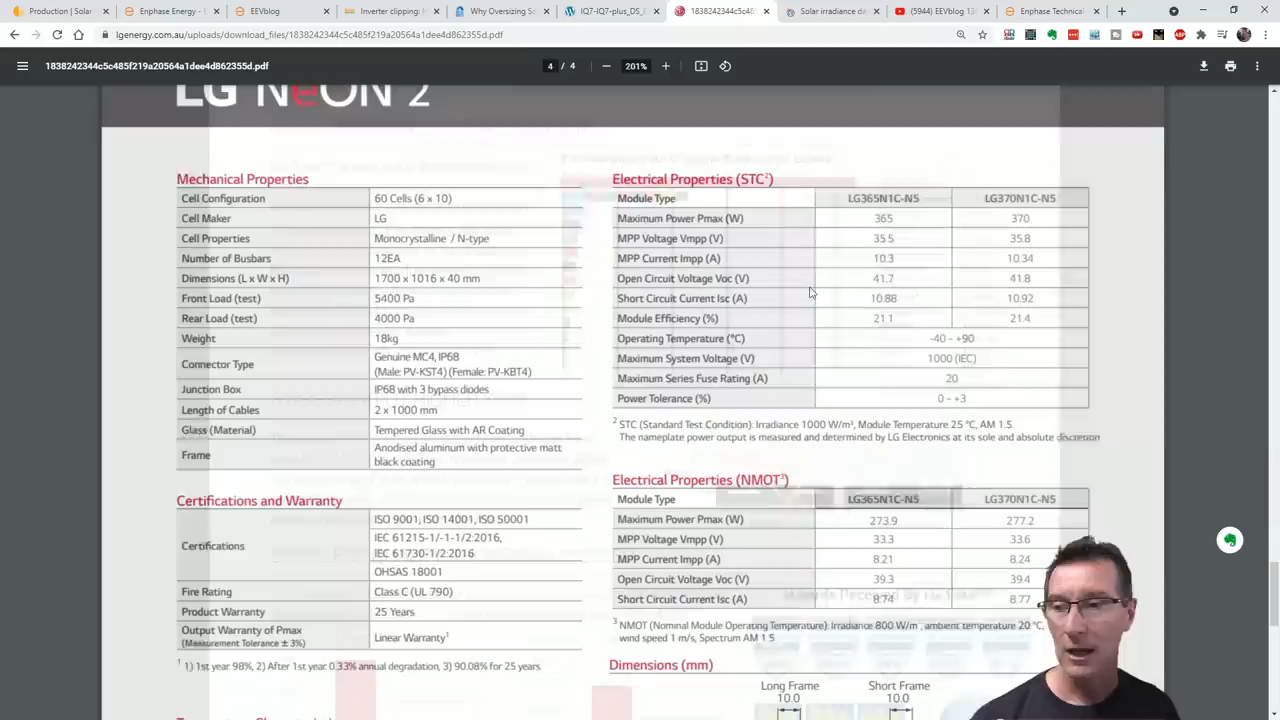 Production | So
Enphase Energy -
EEVblog
Inverter clipping: H
Why Oversizing Sc
IQ7-IQ7-plus_DS_E
1838242344c5c485
Solar irradiance da
(5944) EEVblog 13
Enphase Technical
lgenergy.com.au/uploads/download_files/1838242344c5c485f219a20564a1dee4d862355d.pdf
1838242344c5c485f219a20564a1dee4d862355d.pdf
4 / 4
201%
LG NeON 2
Mechanical Properties
Cell Configuration 60 Cells (6 x 10)
Cell Maker LG
Cell Properties Monocrystalline / N-type
Number of Busbars 12EA
Dimensions (L x W x H) 1700 x 1016 x 40 mm
Front Load (test) 5400 Pa
Rear Load (test) 4000 Pa
Weight 18kg
Connector Type Genuine MC4, IP68
(Male: PV-KST4) (Female: PV-KBT4)
Junction Box IP68 with 3 bypass diodes
Length of Cables 2 x 1000 mm
Glass (Material) Tempered Glass with AR Coating
Frame Anodised aluminum with protective matt
black coating
Certifications and Warranty
Certifications ISO 9001, ISO 14001, ISO 50001
IEC 61215-1/-1-1/2:2016,
IEC 61730-1/2:2016
OHSAS 18001
Fire Rating Class C (UL 790)
Product Warranty 25 Years
Output Warranty of Pmax
(Measurement Tolerance ± 3%) Linear Warranty1
1 1) 1st year 98%, 2) After 1st year 0.33% annual degradation, 3) 90.08% for 25 years
Electrical Properties (STC2)
Module Type LG365N1C-N5 LG370N1C-N5
Maximum Power Pmax (W) 365 370
MPP Voltage Vmpp (V) 35.5 35.8
MPP Current Impp (A) 10.3 10.34
Open Circuit Voltage Voc (V) 41.7 41.8
Short Circuit Current Isc (A) 10.88 10.92
Module Efficiency (%) 21.1 21.4
Operating Temperature (°C) -40 ~ +90
Maximum System Voltage (V) 1000 (IEC)
Maximum Series Fuse Rating (A) 20
Power Tolerance (%) 0 ~ +3
2 STC (Standard Test Condition): Irradiance 1000 W/m², Module Temperature 25 °C, AM 1.5.
The nameplate power output is measured and determined by LG Electronics at its sole and absolute discretion
Electrical Properties (NMOT3)
Module Type LG365N1C-N5 LG370N1C-N5
Maximum Power Pmax (W) 273.9 277.2
MPP Voltage Vmpp (V) 33.3 33.6
MPP Current Impp (A) 8.21 8.24
Open Circuit Voltage Voc (V) 39.3 39.4
Short Circuit Current Isc (A) 8.74 8.77
3 NMOT (Nominal Module Operating Temperature): Irradiance 800 W/m , ambient temperature 20 °C,
wind speed 1 m/s, Spectrum AM 1.5
Dimensions (mm)
Long Frame Short Frame
10.0 10.0